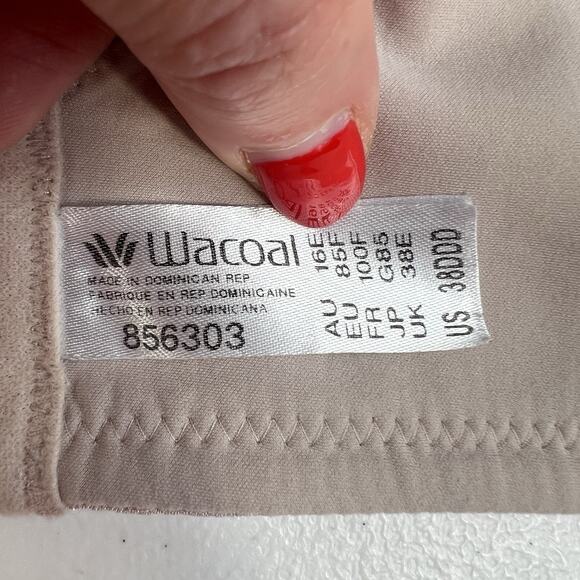 Wacoal
MADE IN DOMINICAN REP
FABRIQUE EN REP DOMINICAINE
HECHO EN REP DOMINICANA
856303
AU 16E
EU 85F
FR 100F
JP G85
UK 38E
US 38DDD